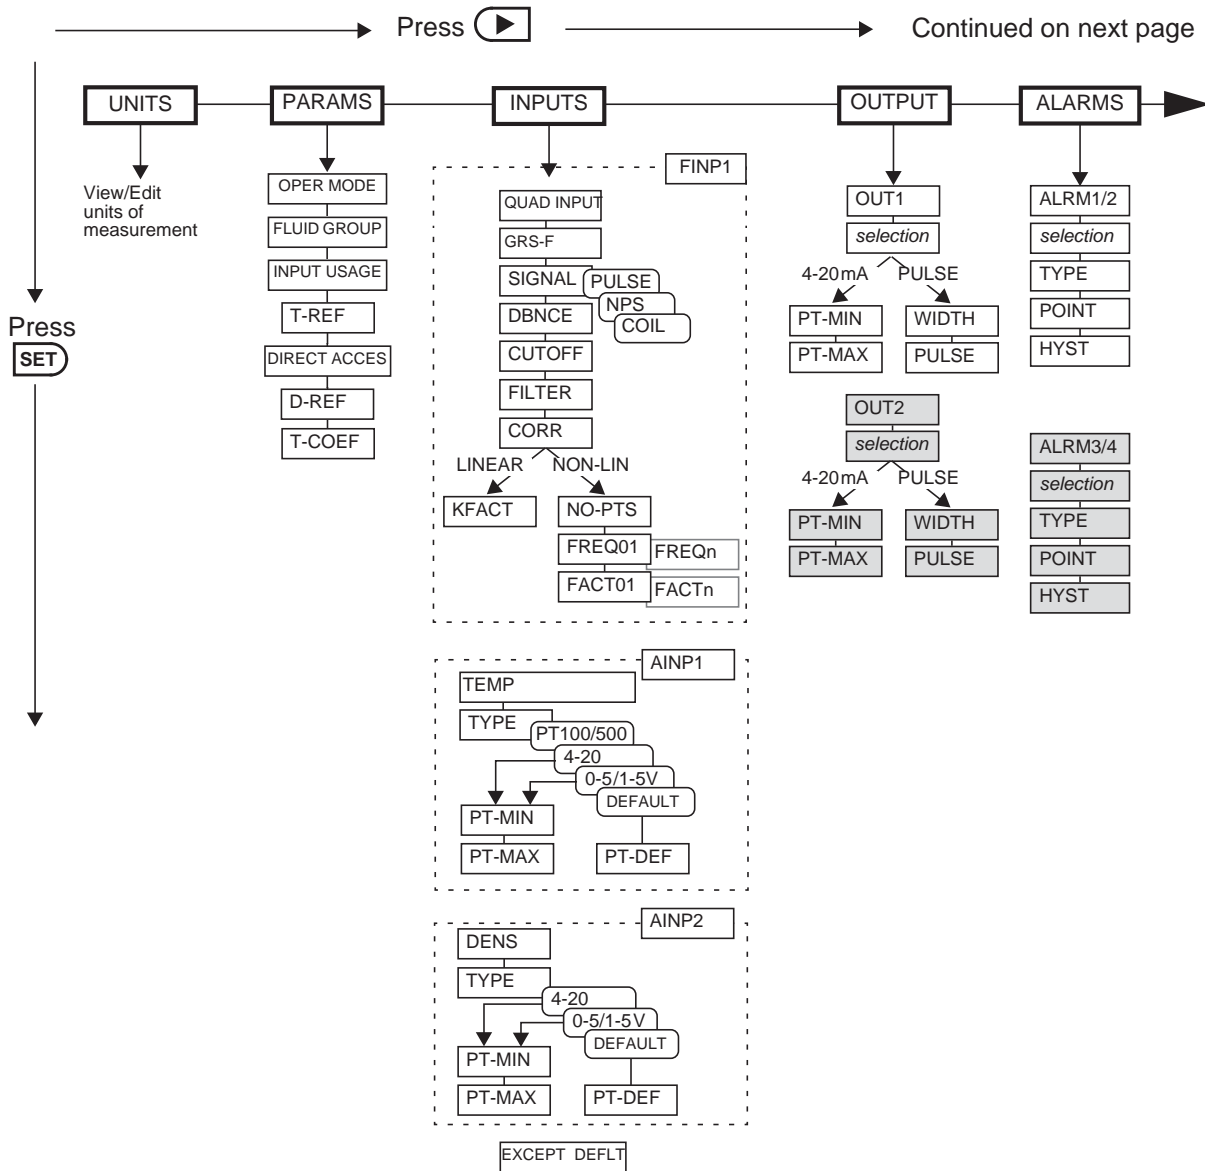 Press
Continued on next page
UNITS
PARAMS
INPUTS
OUTPUT
ALARMS
Press
SET
View/Edit
units of
measurement
OPER MODE
FLUID GROUP
INPUT USAGE
T-REF
DIRECT ACCES
D-REF
T-COEF
FINP1
QUAD INPUT
GRS-F
SIGNAL
PULSE
NPS
COIL
DBNCE
CUTOFF
FILTER
CORR
LINEAR
NON-LIN
KFACT
NO-PTS
FREQ01
FREQn
FACT01
FACTn
AINP1
TEMP
TYPE
PT100/500
4-20
0-5/1-5V
DEFAULT
PT-MIN
PT-MAX
PT-DEF
AINP2
DENS
TYPE
4-20
0-5/1-5V
DEFAULT
PT-MIN
PT-MAX
PT-DEF
EXCEPT DEFLT
OUT1
selection
4-20mA
PULSE
PT-MIN
WIDTH
PT-MAX
PULSE
OUT2
selection
4-20mA
PULSE
PT-MIN
WIDTH
PT-MAX
PULSE
ALRM1/2
selection
TYPE
POINT
HYST
ALRM3/4
selection
TYPE
POINT
HYST